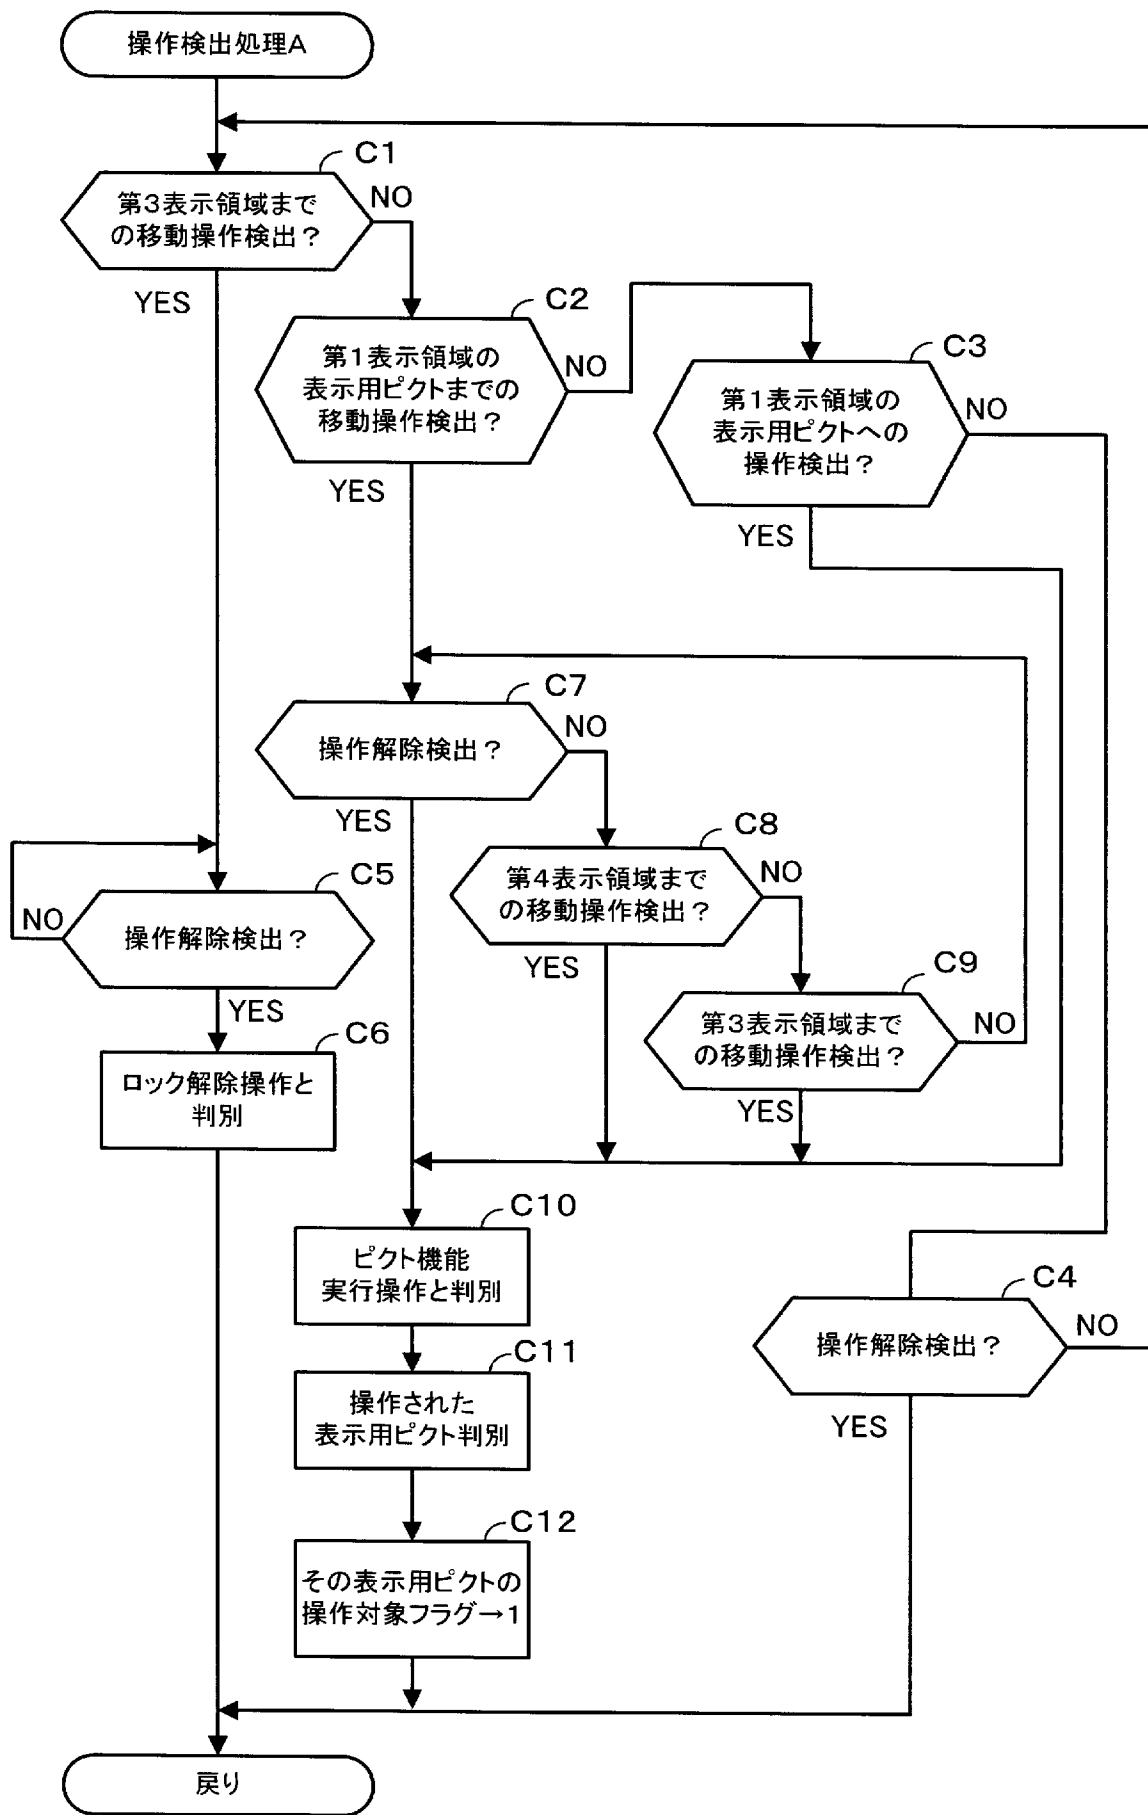 操作検出処理A
C1
第3表示領域まで
の移動操作検出?
NO
YES
C2
第1表示領域の
表示用ピクトまでの
移動操作検出?
NO
YES
C3
第1表示領域の
表示用ピクトへの
操作検出?
NO
YES
C7
操作解除検出?
NO
YES
C8
第4表示領域まで
の移動操作検出?
NO
YES
C5
操作解除検出?
NO
YES
C9
第3表示領域まで
の移動操作検出?
NO
YES
C6
ロック解除操作と
判別
C10
ピクト機能
実行操作と判別
C4
操作解除検出?
NO
YES
C11
操作された
表示用ピクト判別
C12
その表示用ピクトの
操作対象フラグ→1
戻り